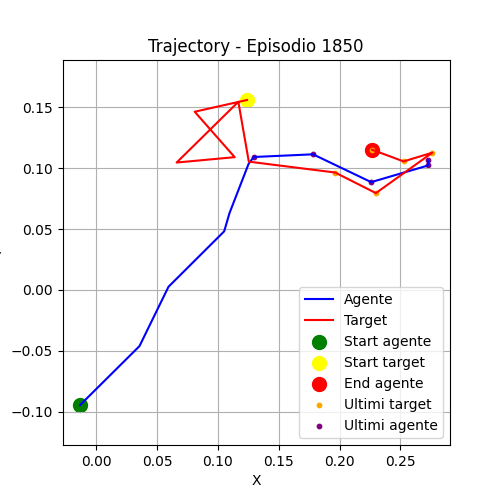 Trajectory - Episodio 1850
0.15
0.10
0.05
0.00
−0.05
−0.10
0.00 0.05 0.10 0.15 0.20 0.25
X
Agente
Target
Start agente
Start target
End agente
Ultimi target
Ultimi agente